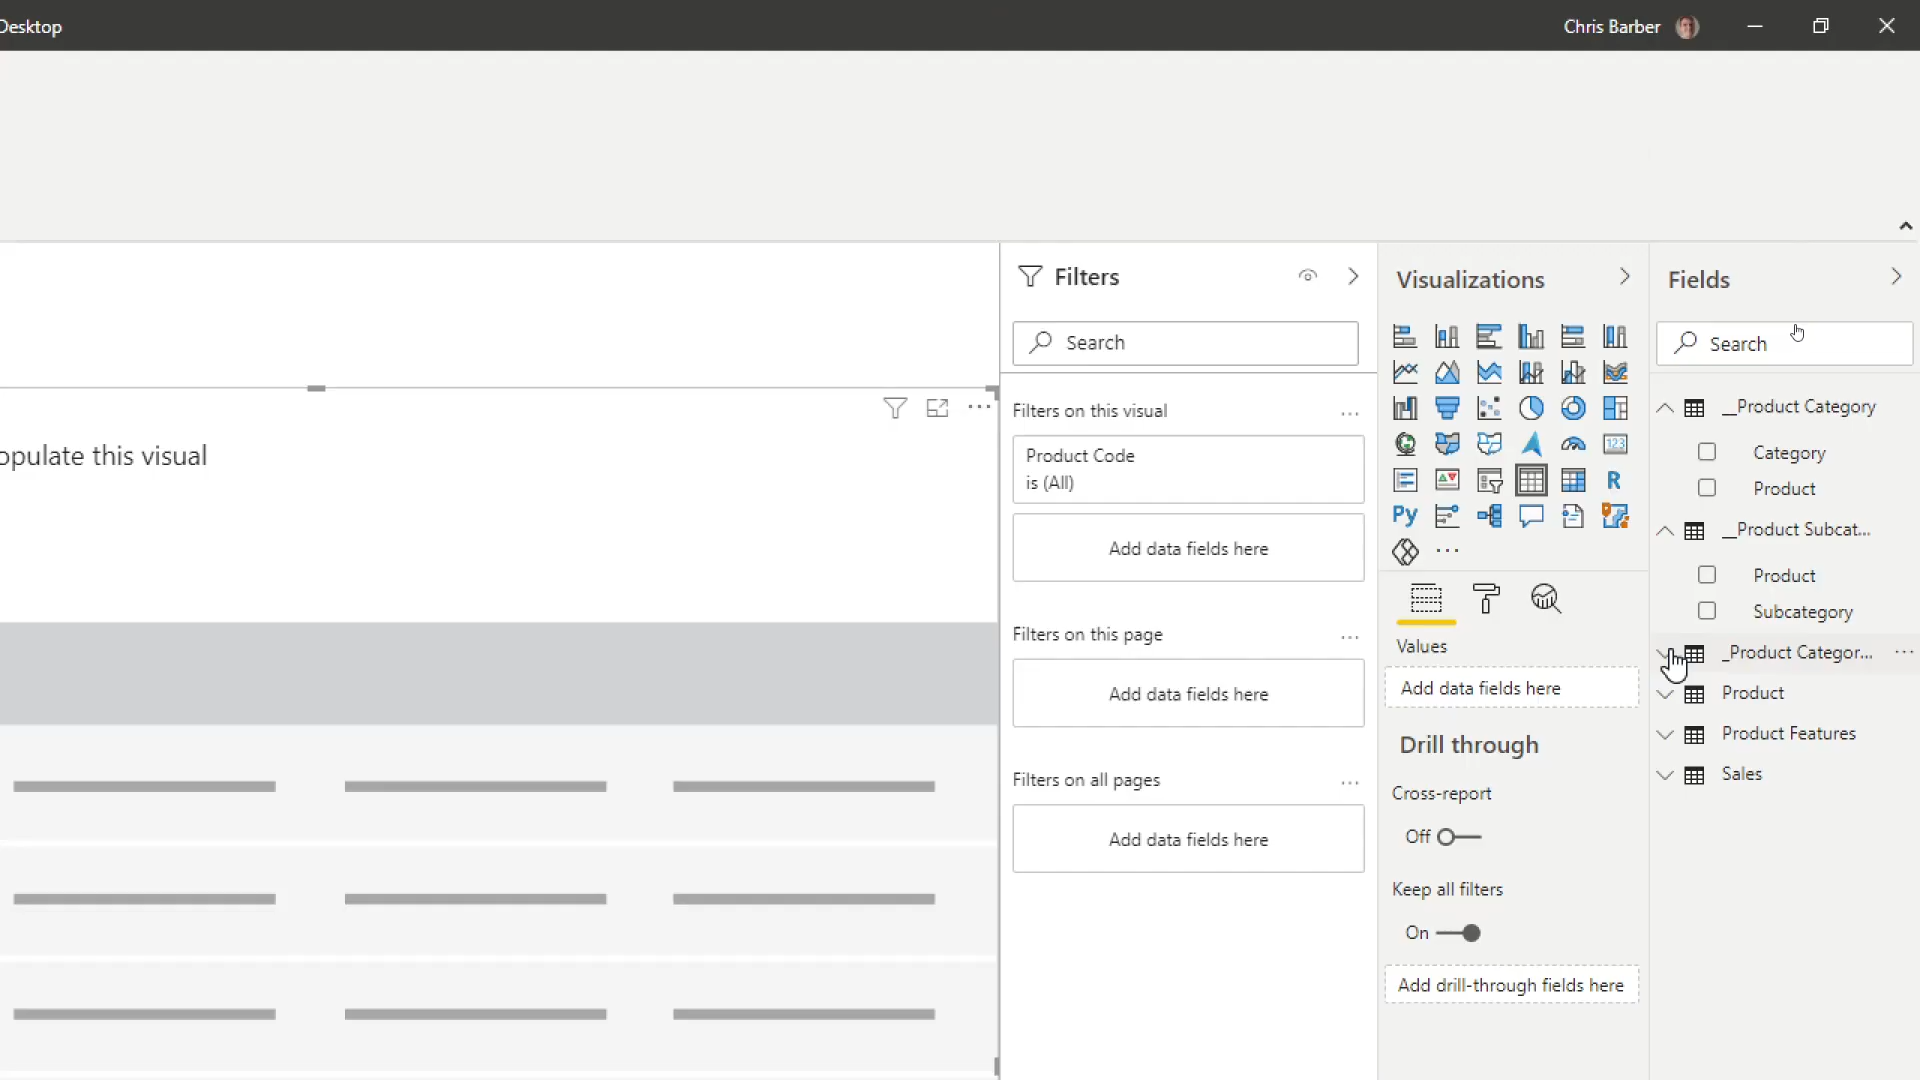 Desktop
Chris Barber
opulate this visual
Filters
Search
Filters on this visual
Product Code
is (All)
Add data fields here
Filters on this page
Add data fields here
Filters on all pages
Add data fields here
Visualizations
123
R
Py
Values
Add data fields here
Drill through
Cross-report
Off
Keep all filters
On
Add drill-through fields here
Fields
Search
__Product Category
Category
Product
__Product Subcat...
Product
Subcategory
_Product Categor...
Product
Product Features
Sales